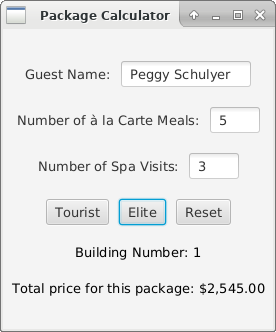 Package Calculator
Guest Name: Peggy Schulyer
Number of à la Carte Meals: 5
Number of Spa Visits: 3
Tourist Elite Reset
Building Number: 1
Total price for this package: $2,545.00